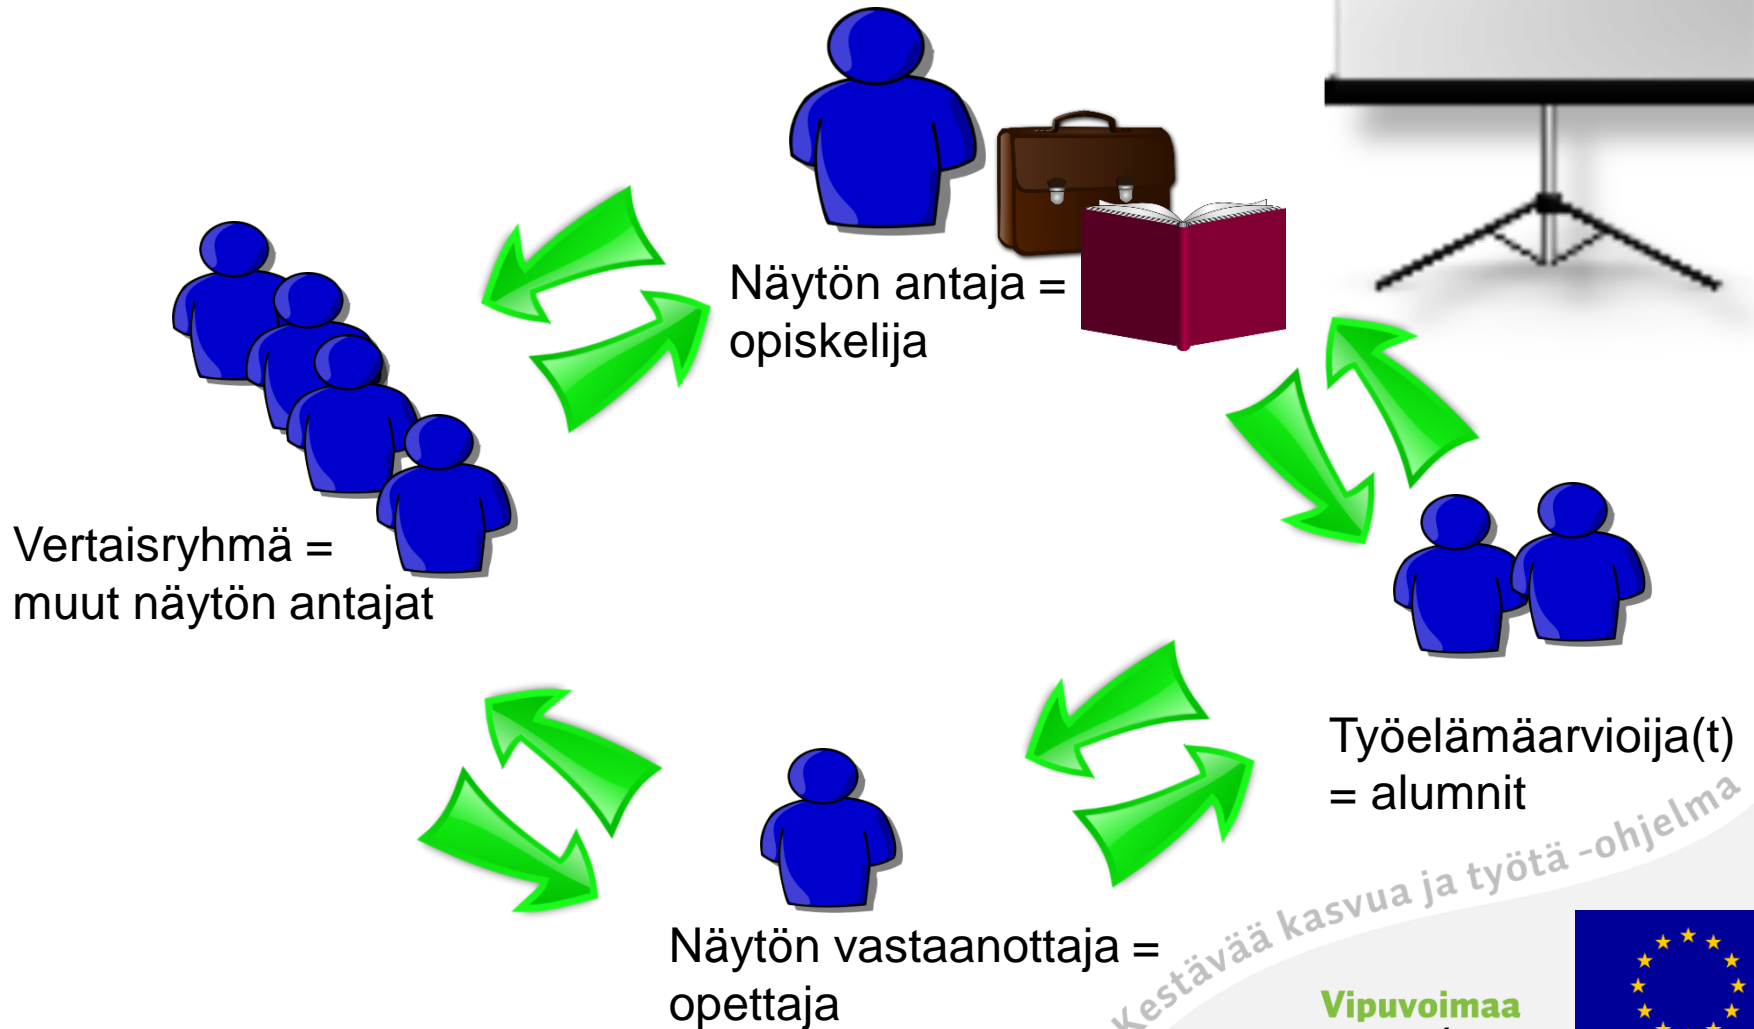 Näytön antaja =
opiskelija
Vertaisryhmä =
muut näytön antajat
Työelämäarvioija(t)
= alumnit
Näytön vastaanottaja =
opettaja
Kestävää kasvua ja työtä -ohjelma
Vipuvoimaa